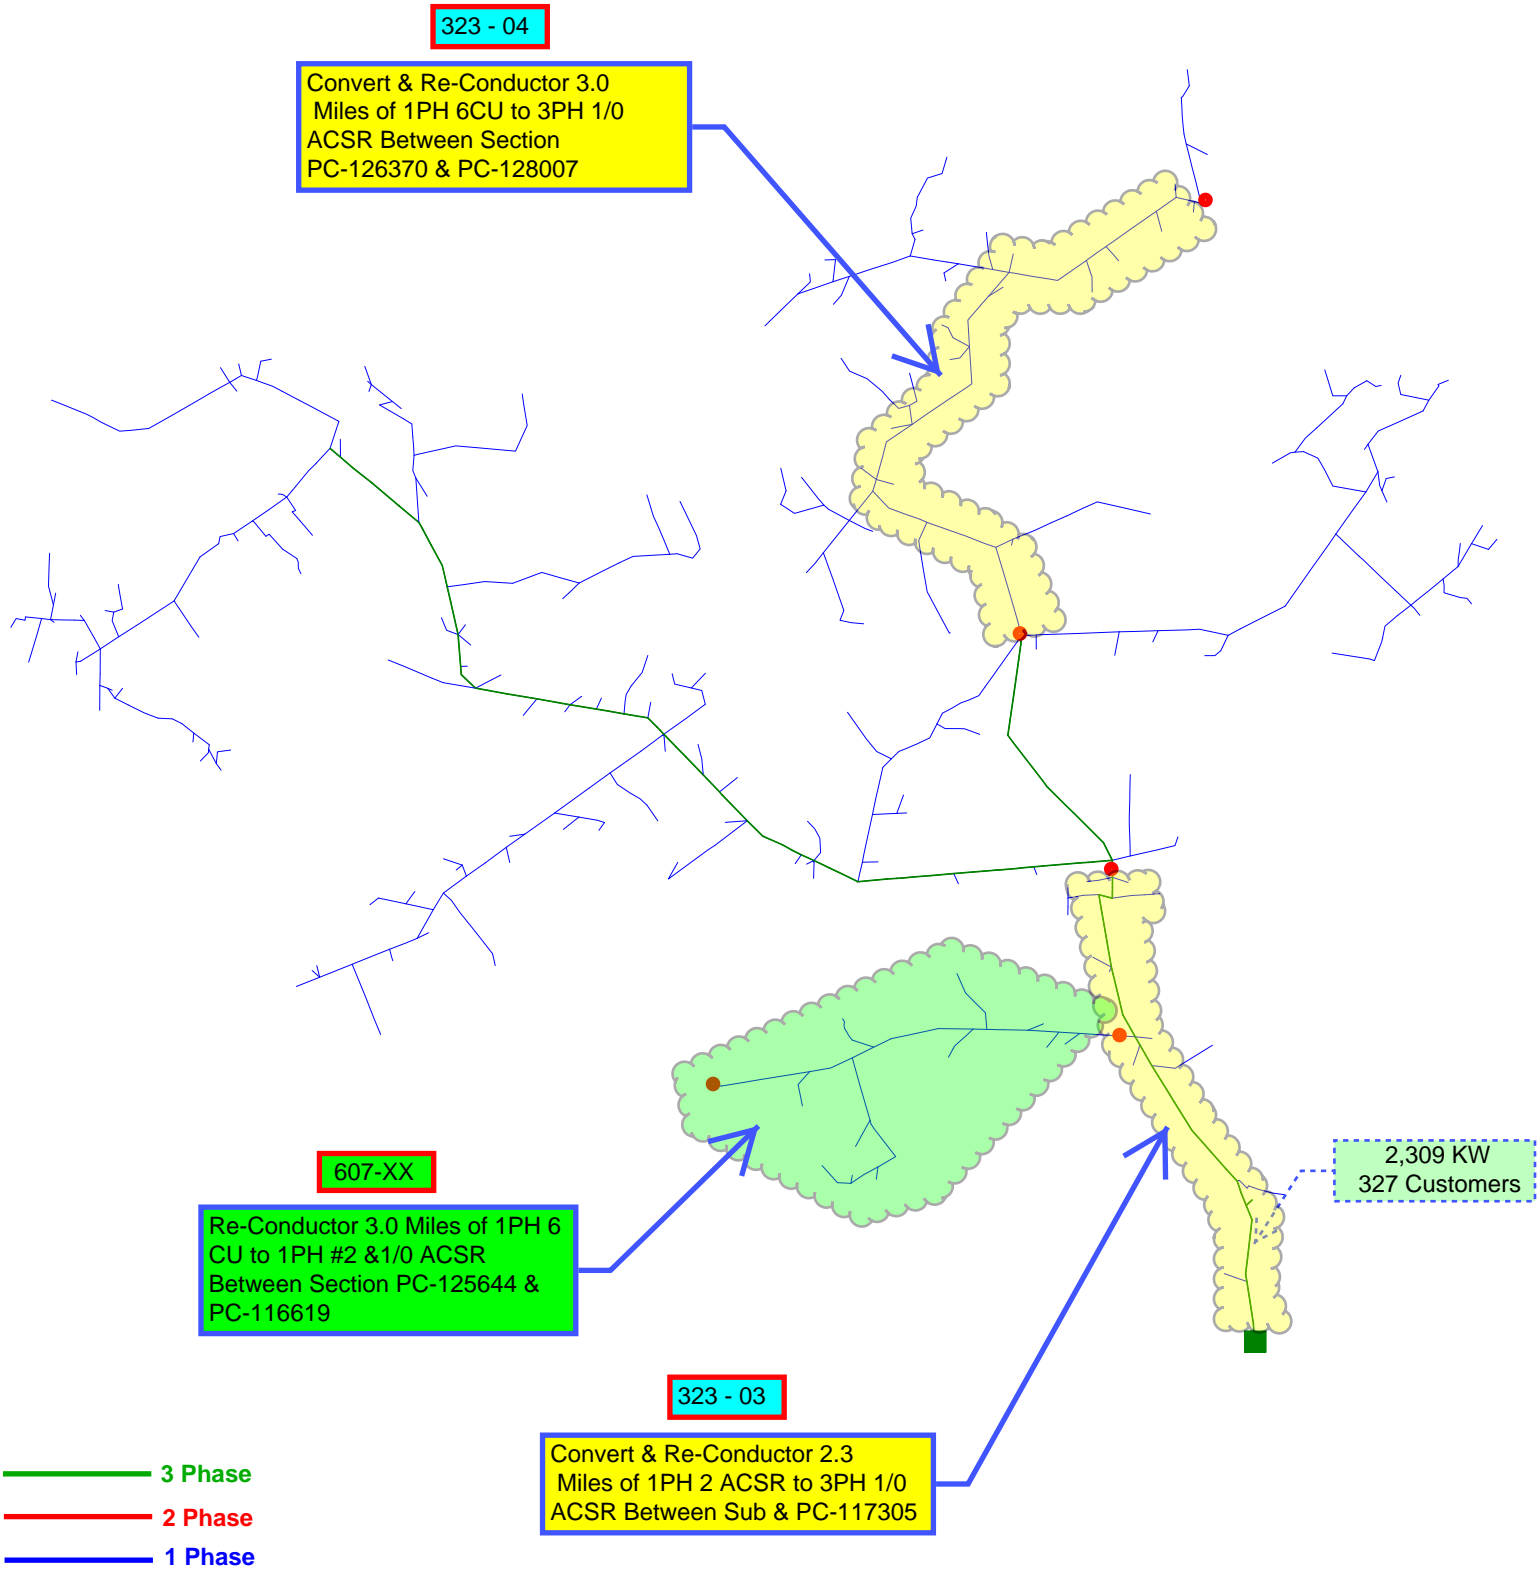 323 - 04
Convert & Re-Conductor 3.0
Miles of 1PH 6CU to 3PH 1/0
ACSR Between Section
PC-126370 & PC-128007
2,309 KW
327 Customers
607-XX
Re-Conductor 3.0 Miles of 1PH 6
CU to 1PH #2 &1/0 ACSR
Between Section PC-125644 &
PC-116619
323 - 03
Convert & Re-Conductor 2.3
Miles of 1PH 2 ACSR to 3PH 1/0
ACSR Between Sub & PC-117305
3 Phase
2 Phase
1 Phase